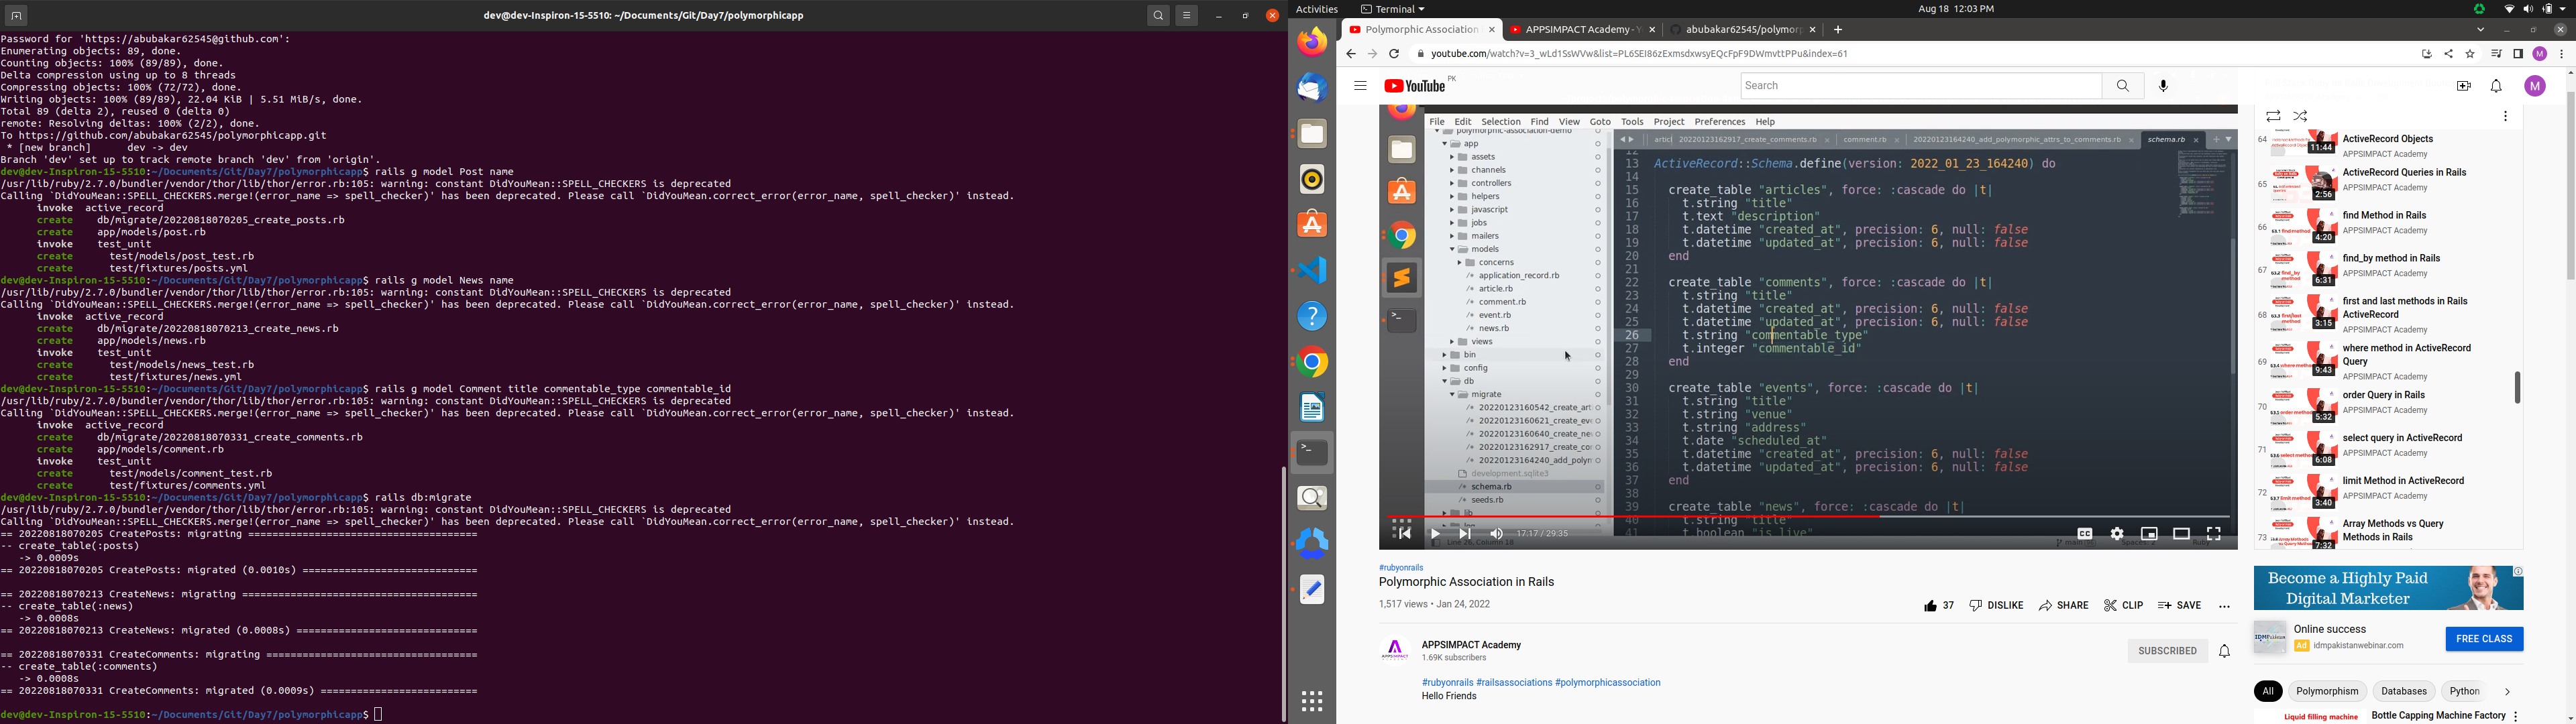 dev@dev-Inspiron-15-5510: ~/Documents/Git/Day7/polymorphicapp
Password for 'https://abubakar62545@github.com':
Enumerating objects: 89, done.
Counting objects: 100% (89/89), done.
Delta compression using up to 8 threads
Compressing objects: 100% (72/72), done.
Writing objects: 100% (89/89), 22.04 KiB | 5.51 MiB/s, done.
Total 89 (delta 2), reused 0 (delta 0)
remote: Resolving deltas: 100% (2/2), done.
To https://github.com/abubakar62545/polymorphicapp.git
 * [new branch]      dev -> dev
Branch 'dev' set up to track remote branch 'dev' from 'origin'.
dev@dev-Inspiron-15-5510:~/Documents/Git/Day7/polymorphicapp$ rails g model Post name
/usr/lib/ruby/2.7.0/bundler/vendor/thor/lib/thor/error.rb:105: warning: constant DidYouMean::SPELL_CHECKERS is deprecated
Calling `DidYouMean::SPELL_CHECKERS.merge!(error_name => spell_checker)' has been deprecated. Please call `DidYouMean.correct_error(error_name, spell_checker)' instead.
      invoke  active_record
      create    db/migrate/20220818070205_create_posts.rb
      create    app/models/post.rb
      invoke    test_unit
      create      test/models/post_test.rb
      create      test/fixtures/posts.yml
dev@dev-Inspiron-15-5510:~/Documents/Git/Day7/polymorphicapp$ rails g model News name
/usr/lib/ruby/2.7.0/bundler/vendor/thor/lib/thor/error.rb:105: warning: constant DidYouMean::SPELL_CHECKERS is deprecated
Calling `DidYouMean::SPELL_CHECKERS.merge!(error_name => spell_checker)' has been deprecated. Please call `DidYouMean.correct_error(error_name, spell_checker)' instead.
      invoke  active_record
      create    db/migrate/20220818070213_create_news.rb
      create    app/models/news.rb
      invoke    test_unit
      create      test/models/news_test.rb
      create      test/fixtures/news.yml
dev@dev-Inspiron-15-5510:~/Documents/Git/Day7/polymorphicapp$ rails g model Comment title commentable_type commentable_id
/usr/lib/ruby/2.7.0/bundler/vendor/thor/lib/thor/error.rb:105: warning: constant DidYouMean::SPELL_CHECKERS is deprecated
Calling `DidYouMean::SPELL_CHECKERS.merge!(error_name => spell_checker)' has been deprecated. Please call `DidYouMean.correct_error(error_name, spell_checker)' instead.
      invoke  active_record
      create    db/migrate/20220818070331_create_comments.rb
      create    app/models/comment.rb
      invoke    test_unit
      create      test/models/comment_test.rb
      create      test/fixtures/comments.yml
dev@dev-Inspiron-15-5510:~/Documents/Git/Day7/polymorphicapp$ rails db:migrate
/usr/lib/ruby/2.7.0/bundler/vendor/thor/lib/thor/error.rb:105: warning: constant DidYouMean::SPELL_CHECKERS is deprecated
Calling `DidYouMean::SPELL_CHECKERS.merge!(error_name => spell_checker)' has been deprecated. Please call `DidYouMean.correct_error(error_name, spell_checker)' instead.
== 20220818070205 CreatePosts: migrating ======================================
-- create_table(:posts)
   -> 0.0009s
== 20220818070205 CreatePosts: migrated (0.0010s) =============================
== 20220818070213 CreateNews: migrating =======================================
-- create_table(:news)
   -> 0.0008s
== 20220818070213 CreateNews: migrated (0.0008s) ==============================
== 20220818070331 CreateComments: migrating ===================================
-- create_table(:comments)
   -> 0.0008s
== 20220818070331 CreateComments: migrated (0.0009s) ==========================
dev@dev-Inspiron-15-5510:~/Documents/Git/Day7/polymorphicapp$
Activities
Terminal
Aug 18 12:03 PM
Polymorphic Association
APPSIMPACT Academy - Y
abubakar62545/polymorp
youtube.com/watch?v=3_wLd1SsWVw&list=PL6SEI86zExmsdxwsyEQcFpF9DWmvttPPu&index=61
M
YouTube PK
Search
M
File Edit Selection Find View Goto Tools Project Preferences Help
polymorphic-association-demo
app
assets
channels
controllers
helpers
javascript
jobs
mailers
models
concerns
application_record.rb
article.rb
comment.rb
event.rb
news.rb
views
bin
config
db
migrate
20220123160542_create_art
20220123160621_create_eve
20220123160640_create_ne
20220123162917_create_co
20220123164240_add_polyn
development.sqlite3
schema.rb
seeds.rb
lib
log
articl
20220123162917_create_comments.rb
comment.rb
20220123164240_add_polymorphic_attrs_to_comments.rb
schema.rb
12
13 ActiveRecord::Schema.define(version: 2022_01_23_164240) do
14
15   create_table "articles", force: :cascade do |t|
16     t.string "title"
17     t.text "description"
18     t.datetime "created_at", precision: 6, null: false
19     t.datetime "updated_at", precision: 6, null: false
20   end
21
22   create_table "comments", force: :cascade do |t|
23     t.string "title"
24     t.datetime "created_at", precision: 6, null: false
25     t.datetime "updated_at", precision: 6, null: false
26     t.string "commentable_type"
27     t.integer "commentable_id"
28   end
29
30   create_table "events", force: :cascade do |t|
31     t.string "title"
32     t.string "venue"
33     t.string "address"
34     t.date "scheduled_at"
35     t.datetime "created_at", precision: 6, null: false
36     t.datetime "updated_at", precision: 6, null: false
37   end
38
39   create_table "news", force: :cascade do |t|
40     t.string "title"
41     t.boolean "is_live"
17:17 / 29:35
#rubyonrails
Polymorphic Association in Rails
1,517 views • Jan 24, 2022
37
DISLIKE
SHARE
CLIP
SAVE
APPSIMPACT Academy
1.69K subscribers
SUBSCRIBED
#rubyonrails #railsassociations #polymorphicassociation
Hello Friends
64
11:44
ActiveRecord Objects
APPSIMPACT Academy
65
2:56
ActiveRecord Queries in Rails
APPSIMPACT Academy
66
4:20
find Method in Rails
APPSIMPACT Academy
67
6:31
find_by method in Rails
APPSIMPACT Academy
68
3:15
first and last methods in Rails
ActiveRecord
APPSIMPACT Academy
69
9:43
where method in ActiveRecord
Query
APPSIMPACT Academy
70
5:32
order Query in Rails
APPSIMPACT Academy
71
6:08
select query in ActiveRecord
APPSIMPACT Academy
72
3:40
limit Method in ActiveRecord
APPSIMPACT Academy
73
7:32
Array Methods vs Query
Methods in Rails
Become a Highly Paid
Digital Marketer
Online success
Ad idmpakistanwebinar.com
FREE CLASS
All
Polymorphism
Databases
Python
Liquid filling machine
Bottle Capping Machine Factory